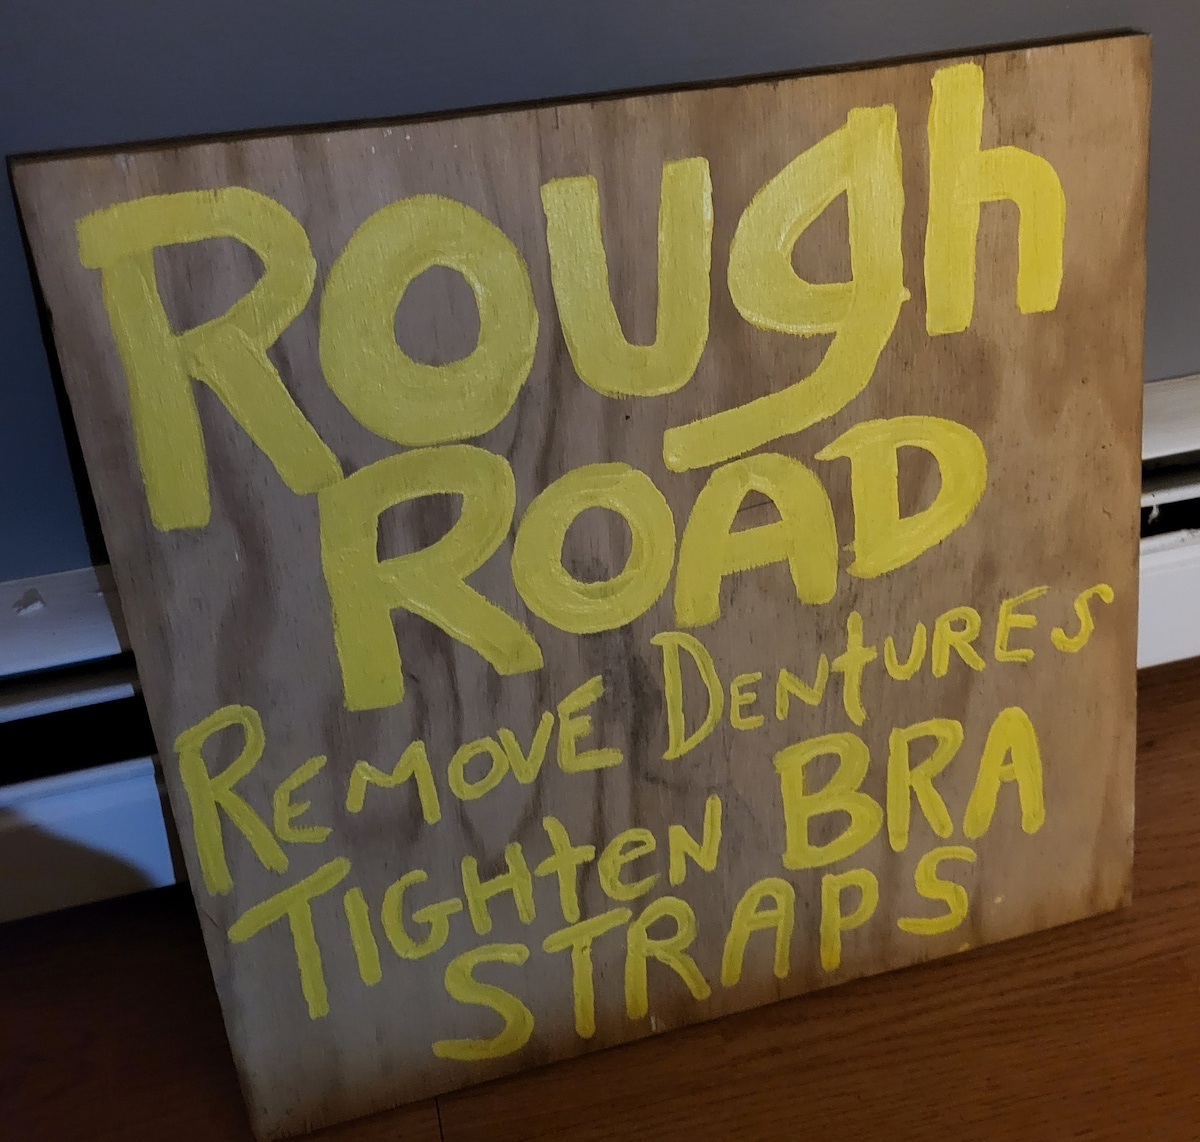 ROUgh
ROAD
REMOVE DENtURES
TIGHteN BRA
STRAPS